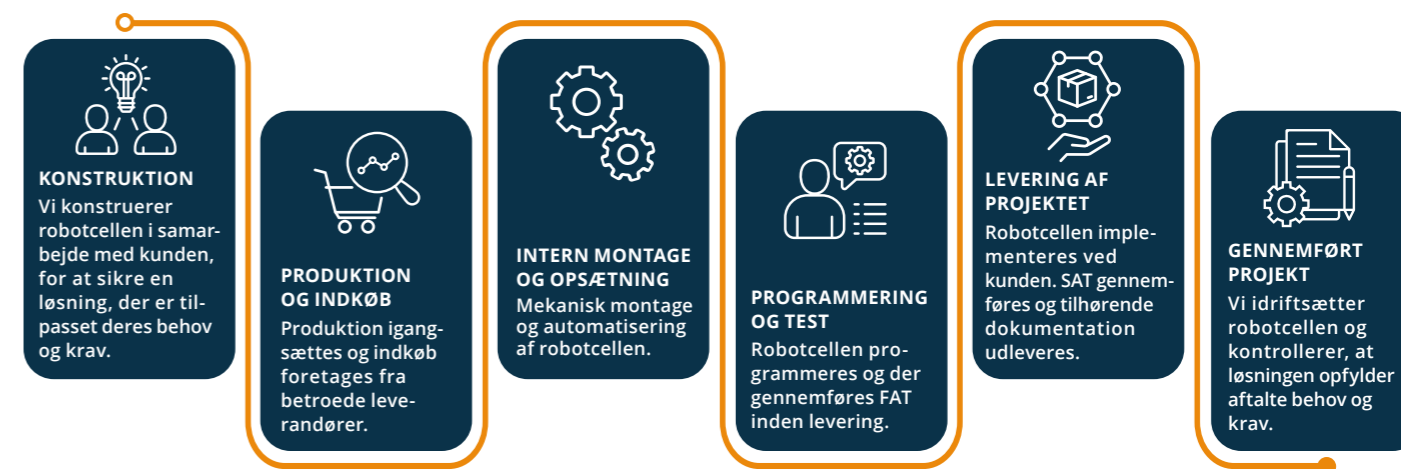 KONSTRUKTION
Vi konstruerer
robotcellen i samar-
bejde med kunden,
for at sikre en
løsning, der er til-
passet deres behov
og krav.
PRODUKTION
OG INDKØB
Produktion igang-
sættes og indkøb
foretages fra
betroede leve-
randører.
INTERN MONTAGE
OG OPSÆTNING
Mekanisk montage
og automatisering
af robotcellen.
PROGRAMMERING
OG TEST
Robotcellen pro-
grammeres og der
gennemføres FAT
inden levering.
LEVERING AF
PROJEKTET
Robotcellen imple-
menteres ved
kunden. SAT gennem-
føres og tilhørende
dokumentation
udleveres.
GENNEMFØRT
PROJEKT
Vi idriftsætter
robotcellen og
kontrollerer, at
løsningen opfylder
aftalte behov og
krav.